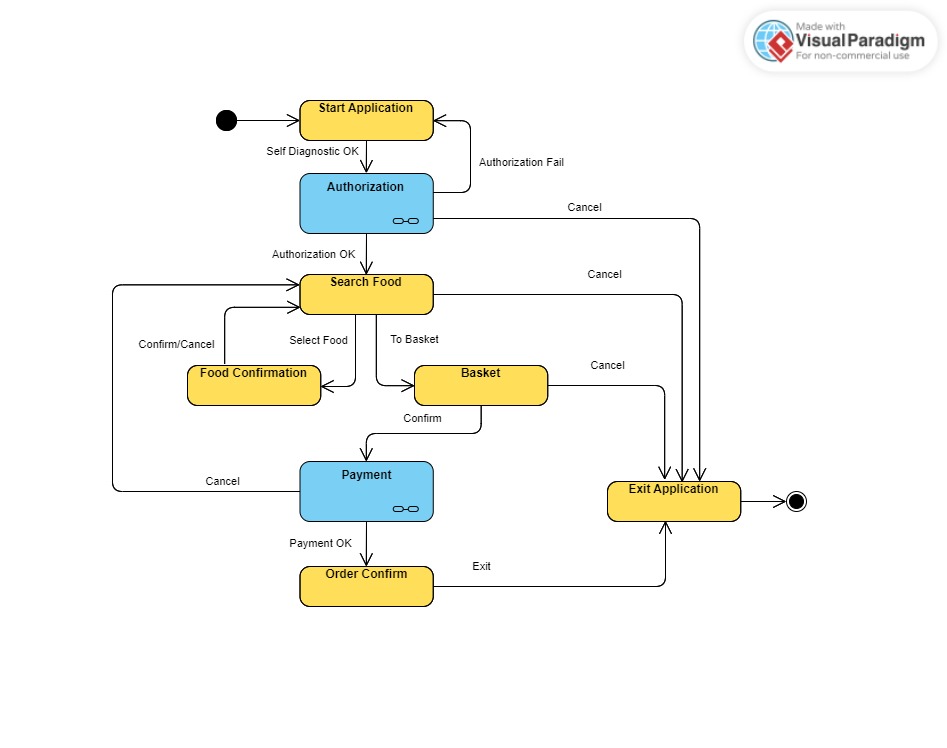 Made with
Visual Paradigm
For non-commercial use
Start Application
Self Diagnostic OK
Authorization Fail
Authorization
Cancel
Authorization OK
Search Food
Cancel
Confirm/Cancel
Select Food
To Basket
Food Confirmation
Basket
Cancel
Confirm
Payment
Cancel
Exit Application
Payment OK
Order Confirm
Exit